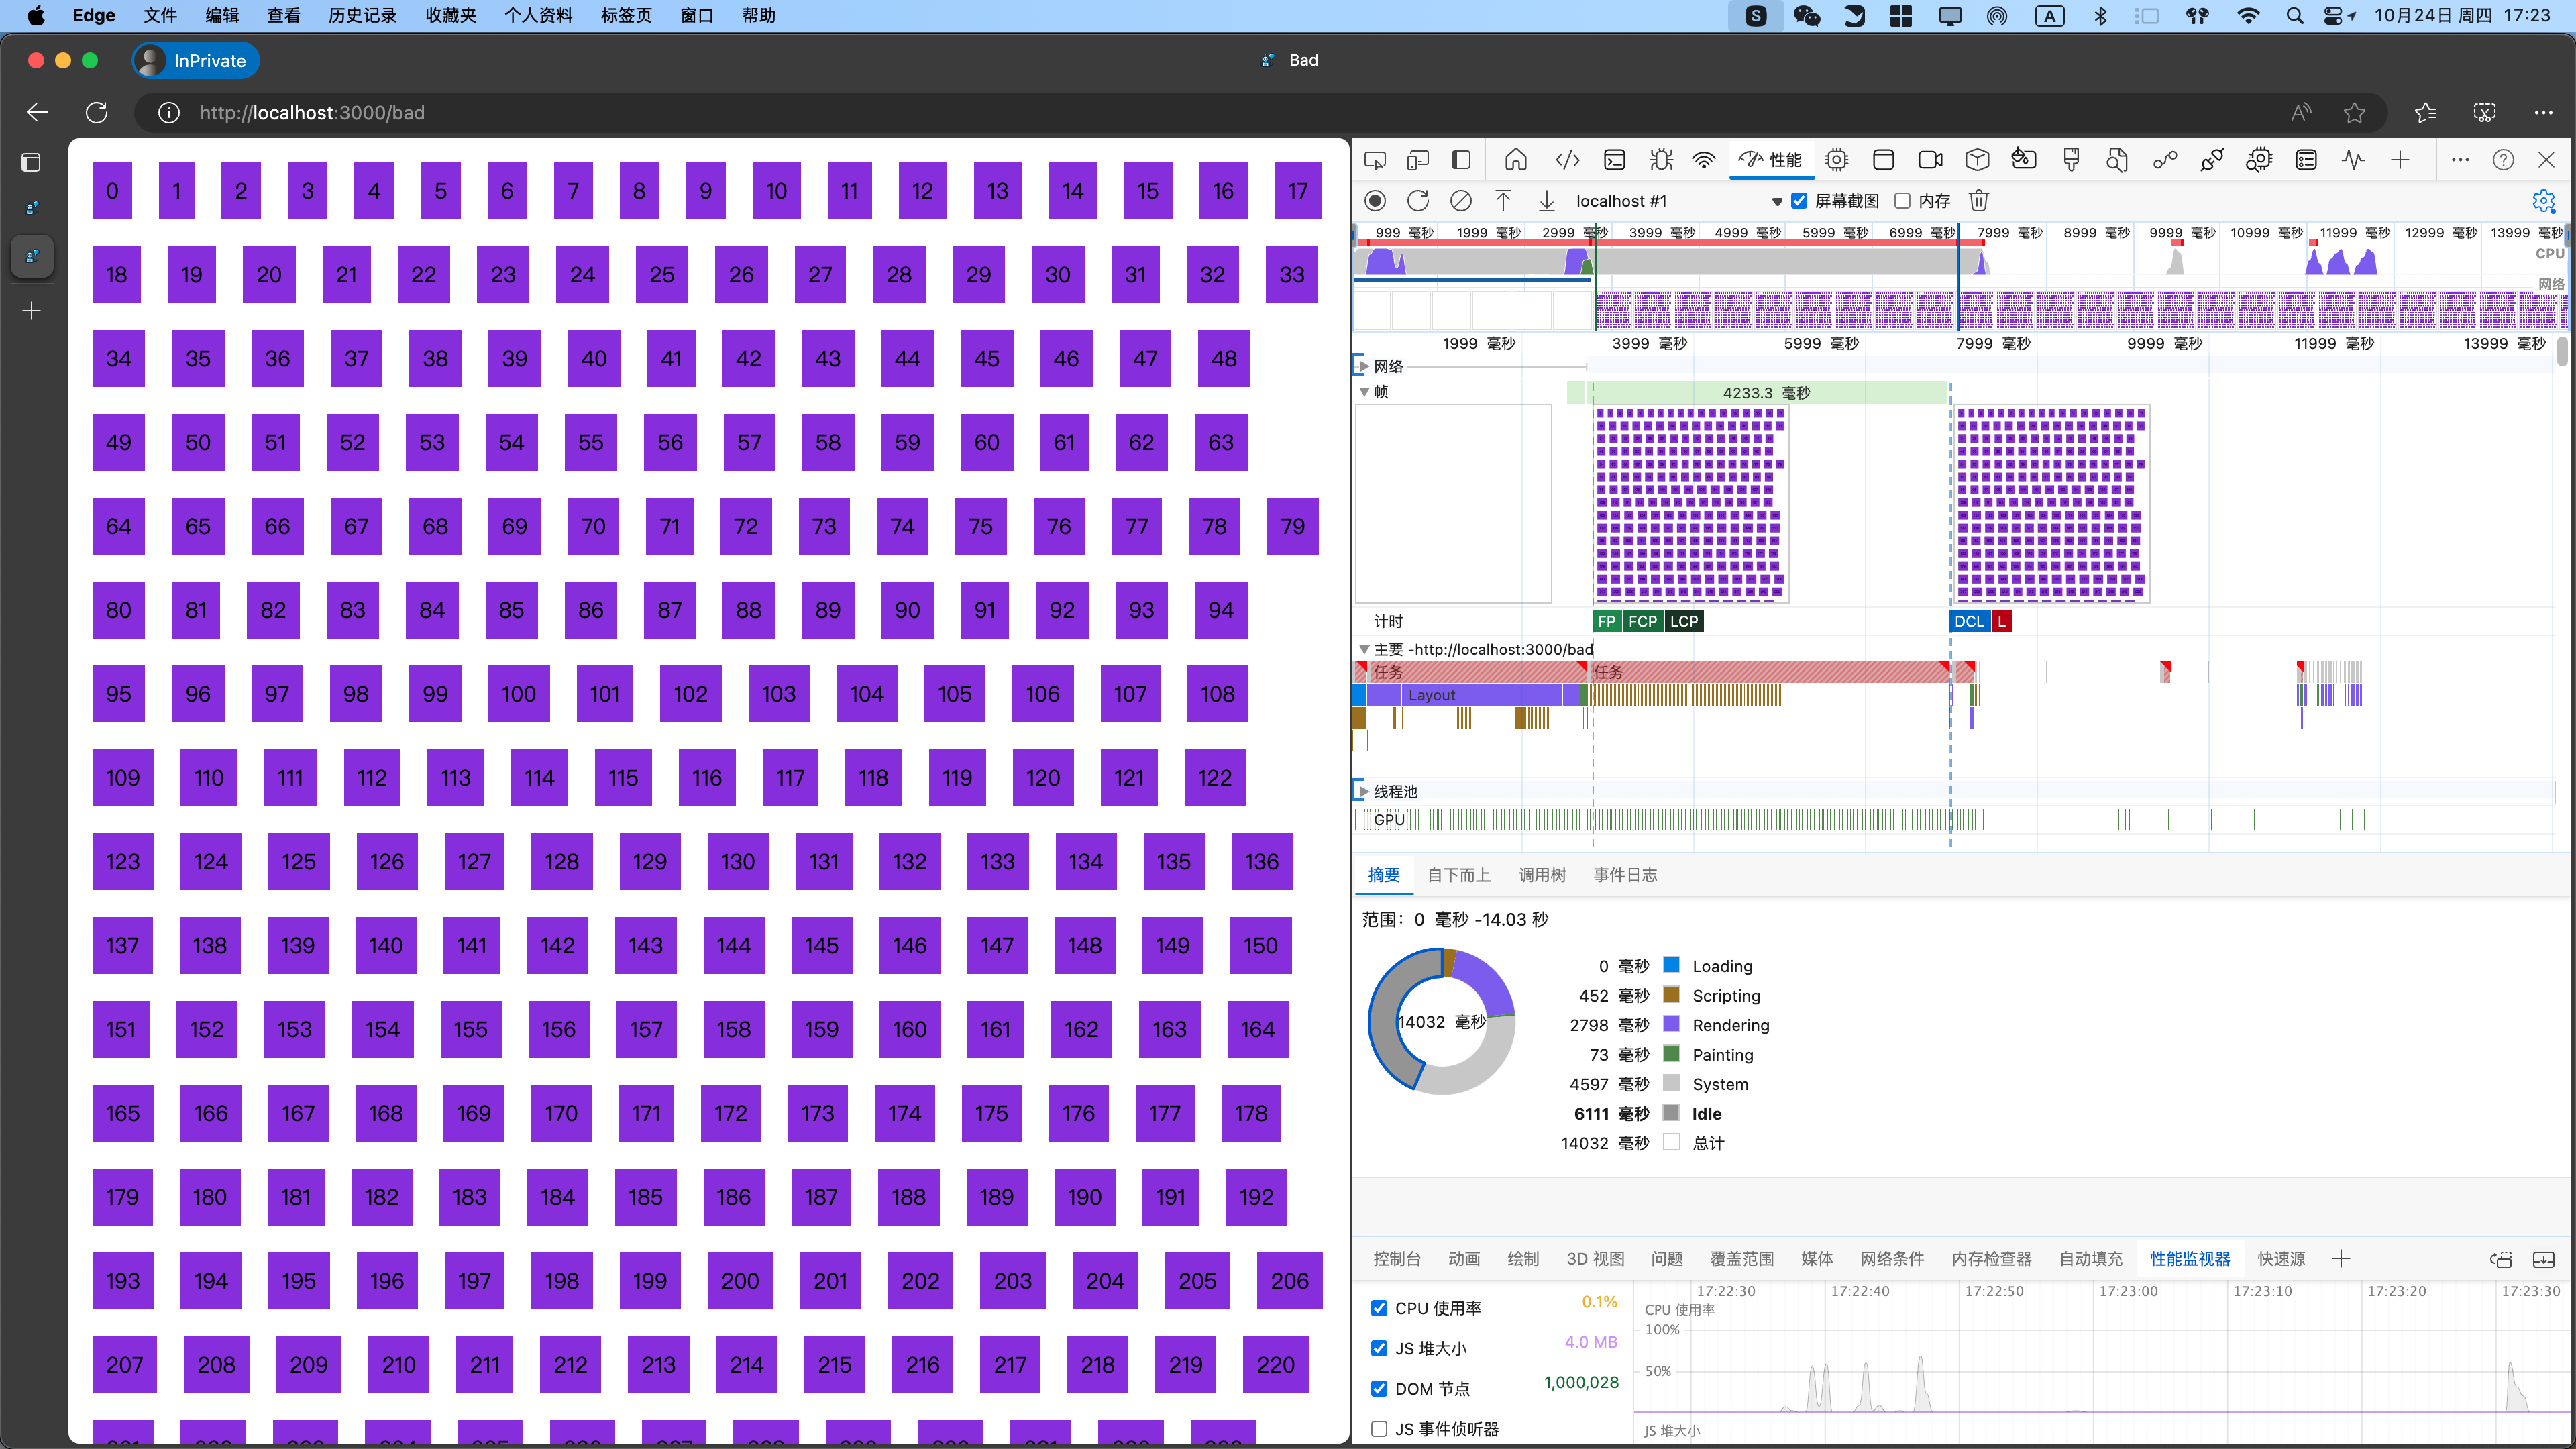 Edge 文件 编辑 查看 历史记录 收藏夹 个人资料 标签页 窗口 帮助 S A 10月24日 周四 17:23
InPrivate
Bad
http://localhost:3000/bad
0 1 2 3 4 5 6 7 8 9 10 11 12 13 14 15 16 17
18 19 20 21 22 23 24 25 26 27 28 29 30 31 32 33
34 35 36 37 38 39 40 41 42 43 44 45 46 47 48
49 50 51 52 53 54 55 56 57 58 59 60 61 62 63
64 65 66 67 68 69 70 71 72 73 74 75 76 77 78 79
80 81 82 83 84 85 86 87 88 89 90 91 92 93 94
95 96 97 98 99 100 101 102 103 104 105 106 107 108
109 110 111 112 113 114 115 116 117 118 119 120 121 122
123 124 125 126 127 128 129 130 131 132 133 134 135 136
137 138 139 140 141 142 143 144 145 146 147 148 149 150
151 152 153 154 155 156 157 158 159 160 161 162 163 164
165 166 167 168 169 170 171 172 173 174 175 176 177 178
179 180 181 182 183 184 185 186 187 188 189 190 191 192
193 194 195 196 197 198 199 200 201 202 203 204 205 206
207 208 209 210 211 212 213 214 215 216 217 218 219 220
性能
localhost #1 屏幕截图 内存
999 毫秒 1999 毫秒 2999 毫秒 3999 毫秒 4999 毫秒 5999 毫秒 6999 毫秒 7999 毫秒 8999 毫秒 9999 毫秒 10999 毫秒 11999 毫秒 12999 毫秒 13999 毫秒
CPU
网络
1999 毫秒 3999 毫秒 5999 毫秒 7999 毫秒 9999 毫秒 11999 毫秒 13999 毫秒
网络
帧 4233.3 毫秒
计时 FP FCP LCP DCL L
主要 -http://localhost:3000/bad
任务 任务
Layout
线程池
GPU
摘要 自下而上 调用树 事件日志
范围：0 毫秒 -14.03 秒
14032 毫秒
0 毫秒 Loading
452 毫秒 Scripting
2798 毫秒 Rendering
73 毫秒 Painting
4597 毫秒 System
6111 毫秒 Idle
14032 毫秒 总计
控制台 动画 绘制 3D 视图 问题 覆盖范围 媒体 网络条件 内存检查器 自动填充 性能监视器 快速源
CPU 使用率 0.1%
JS 堆大小 4.0 MB
DOM 节点 1,000,028
JS 事件侦听器
17:22:30 17:22:40 17:22:50 17:23:00 17:23:10 17:23:20 17:23:30
CPU 使用率
100%
50%
JS 堆大小